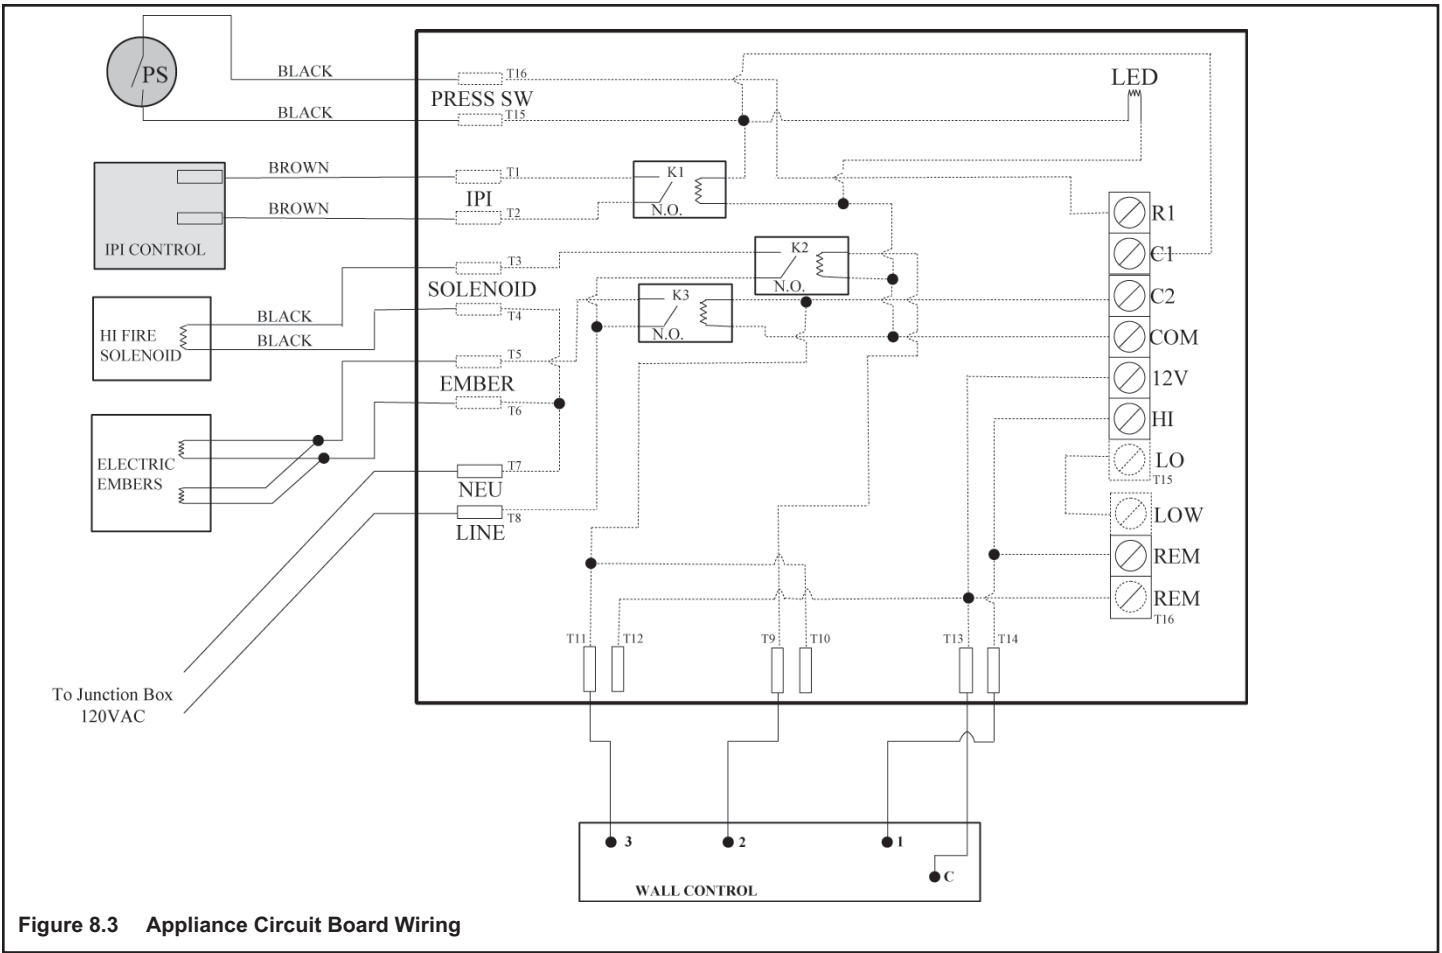 PS
BLACK
T16
PRESS SW
BLACK
T15
LED
BROWN
T1
K1
IPI
BROWN
T2
N.O.
IPI CONTROL
R1
C1
C2
COM
12V
HI
LO
T15
LOW
REM
REM
T16
K2
N.O.
K3
N.O.
T3
SOLENOID
T4
HI FIRE
SOLENOID
BLACK
BLACK
T5
EMBER
T6
ELECTRIC
EMBERS
T7
NEU
T8
LINE
To Junction Box
120VAC
T11
T12
T9
T10
T13
T14
3
2
1
C
WALL CONTROL
Figure 8.3 Appliance Circuit Board Wiring